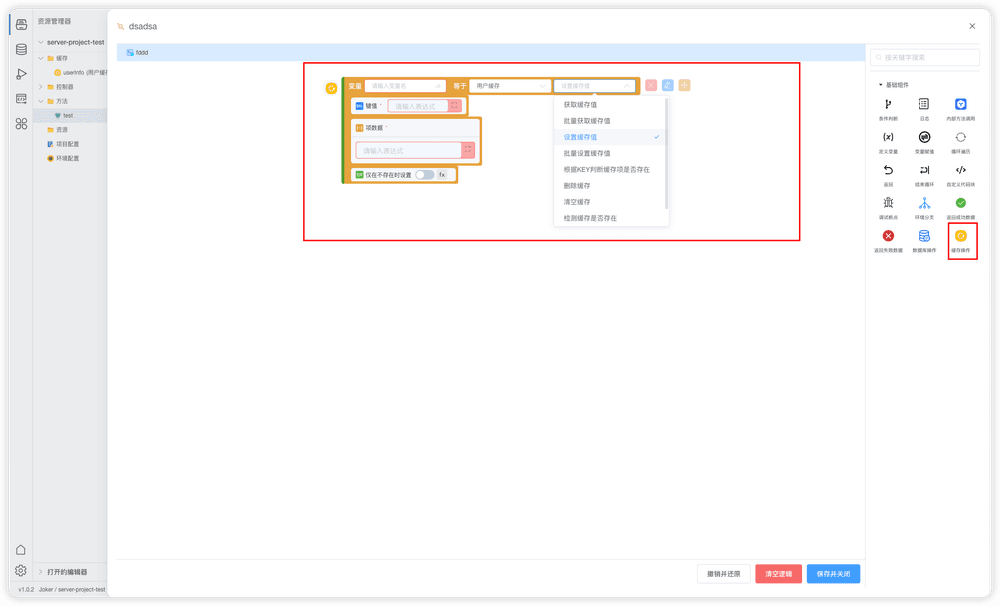 资源管理器
server-project-test
缓存
userInfo (用户缓存
控制器
方法
test
资源
项目配置
环境配置
打开的编辑器
v1.0.2 Joker / server-project-test
dsadsa
fddd
变量 请输入变量名 等于 用户缓存 设置缓存值
键值 * 请输入表达式
项数据 *
请输入表达式
仅在不存在时设置 fx
获取缓存值
批量获取缓存值
设置缓存值
批量设置缓存值
根据KEY判断缓存项是否存在
删除缓存
清空缓存
检测缓存是否存在
按关键字搜索
基础组件
条件判断 日志 内部方法调用
定义变量 变量赋值 循环遍历
返回 结束循环 自定义代码块
调试断点 环境分支 返回成功数据
返回失败数据 数据库操作 缓存操作
撤销并还原 清空逻辑 保存并关闭